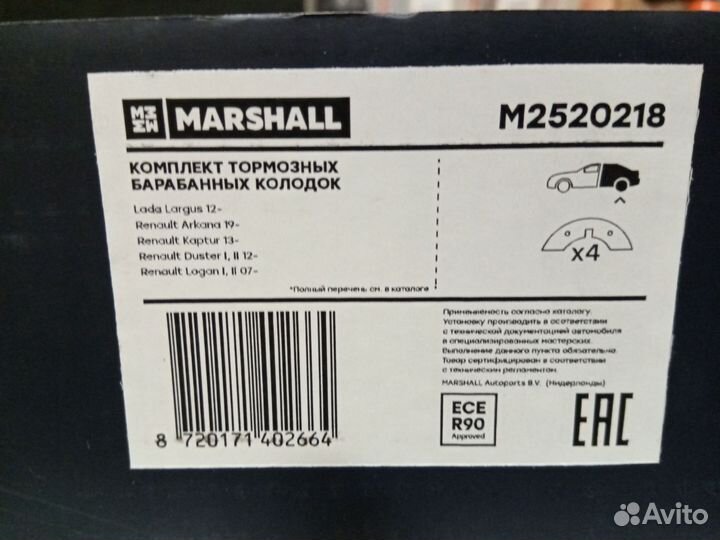 MARSHALL
M2520218
КОМПЛЕКТ ТОРМОЗНЫХ
БАРАБАННЫХ КОЛОДОК
Lada Largus 12-
Renault Arkana 19-
Renault Kaptur 13-
Renault Duster I, II 12-
Renault Logan I, II 07-
*Полный перечень см. в каталоге
x4
Применяемость согласно каталогу.
Установку производить в соответствии
с технической документацией автомобиля
в специализированных мастерских.
Выполнение данного пункта обязательно.
Товар сертифицирован в соответствии
с техническим регламентом.
MARSHALL Autoparts B.V. (Нидерланды)
ECE
R90
Approved
EAC
8 720171 402664
Avito